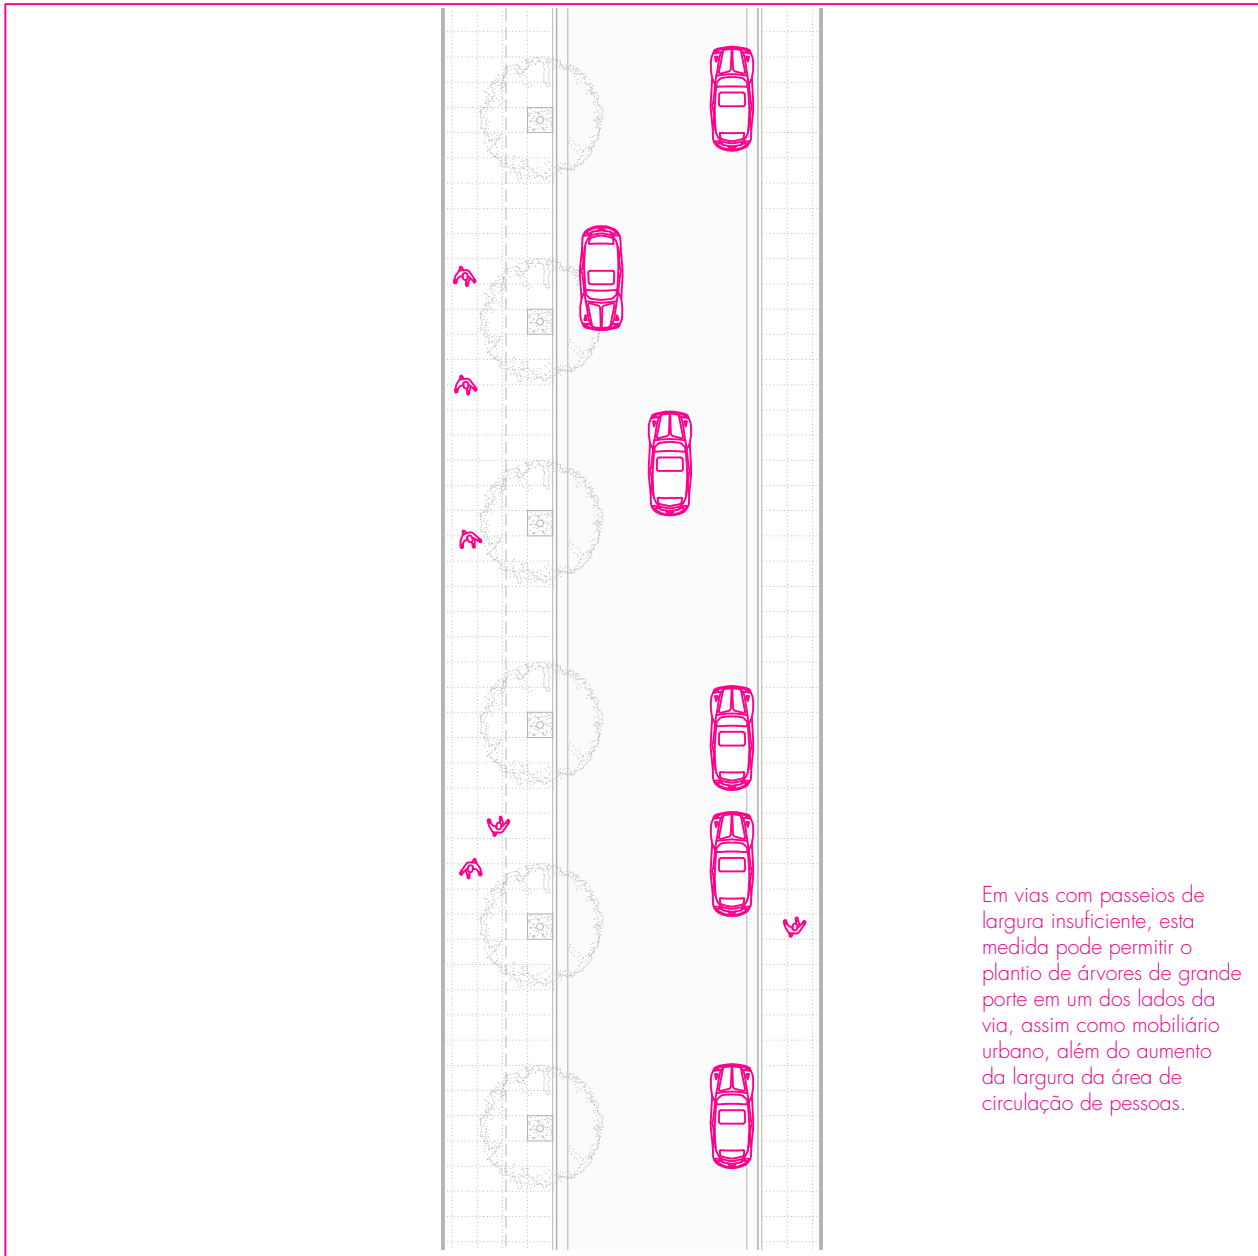 Em vias com passeios de
largura insuficiente, esta
medida pode permitir o
plantio de árvores de grande
porte em um dos lados da
via, assim como mobiliário
urbano, além do aumento
da largura da área de
circulação de pessoas.